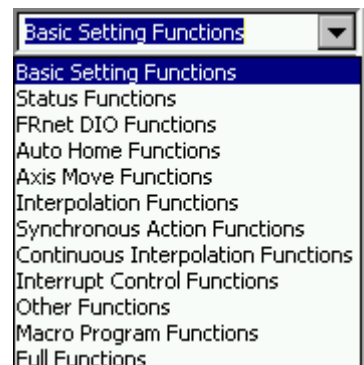 Basic Setting Functions
Basic Setting Functions
Status Functions
FRnet DIO Functions
Auto Home Functions
Axis Move Functions
Interpolation Functions
Synchronous Action Functions
Continuous Interpolation Functions
Interrupt Control Functions
Other Functions
Macro Program Functions
Full Functions